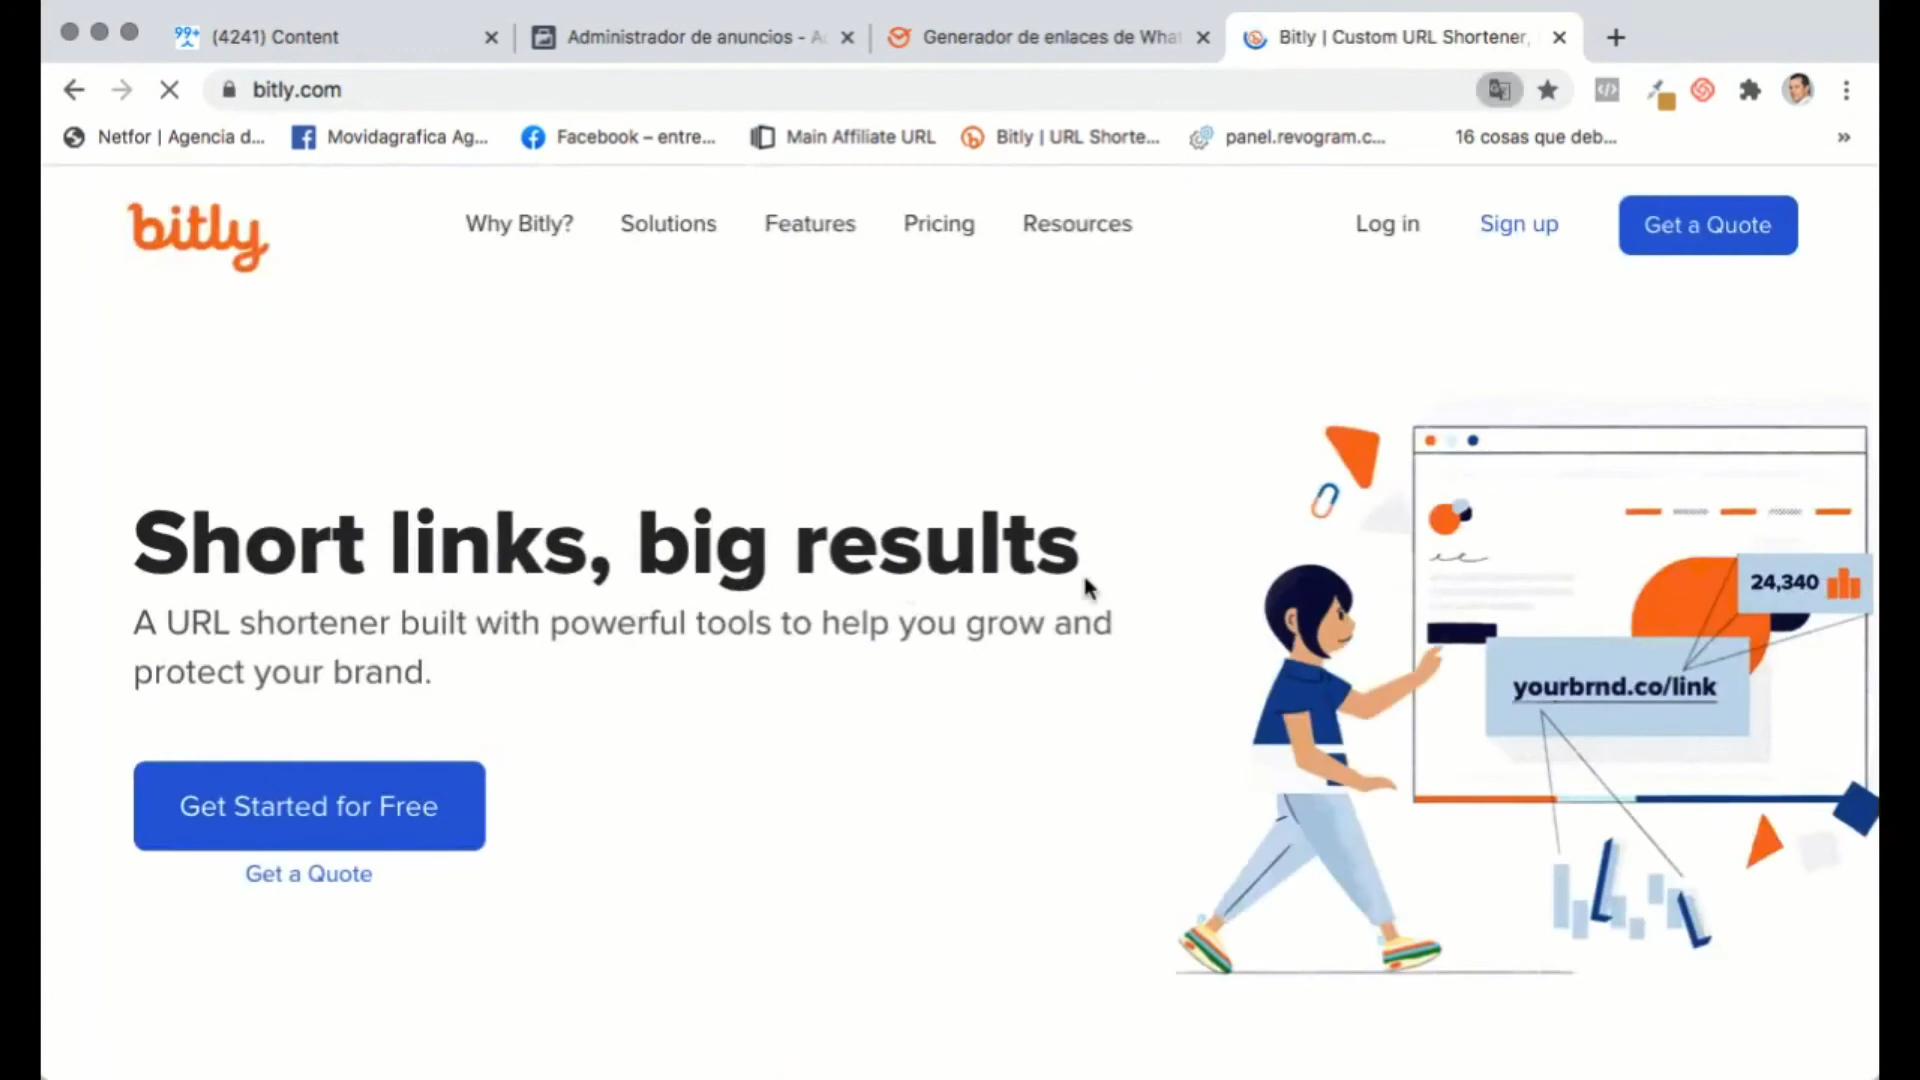 99+ (4241) Content
Administrador de anuncios - A
Generador de enlaces de Wha
Bitly | Custom URL Shortener,
bitly.com
Netfor | Agencia d...
Movidagrafica Ag...
Facebook – entre...
Main Affiliate URL
Bitly | URL Shorte...
panel.revogram.c...
16 cosas que deb...
»
bitly
Why Bitly?
Solutions
Features
Pricing
Resources
Log in
Sign up
Get a Quote
Short links, big results
A URL shortener built with powerful tools to help you grow and
protect your brand.
Get Started for Free
Get a Quote
24,340
yourbrnd.co/link